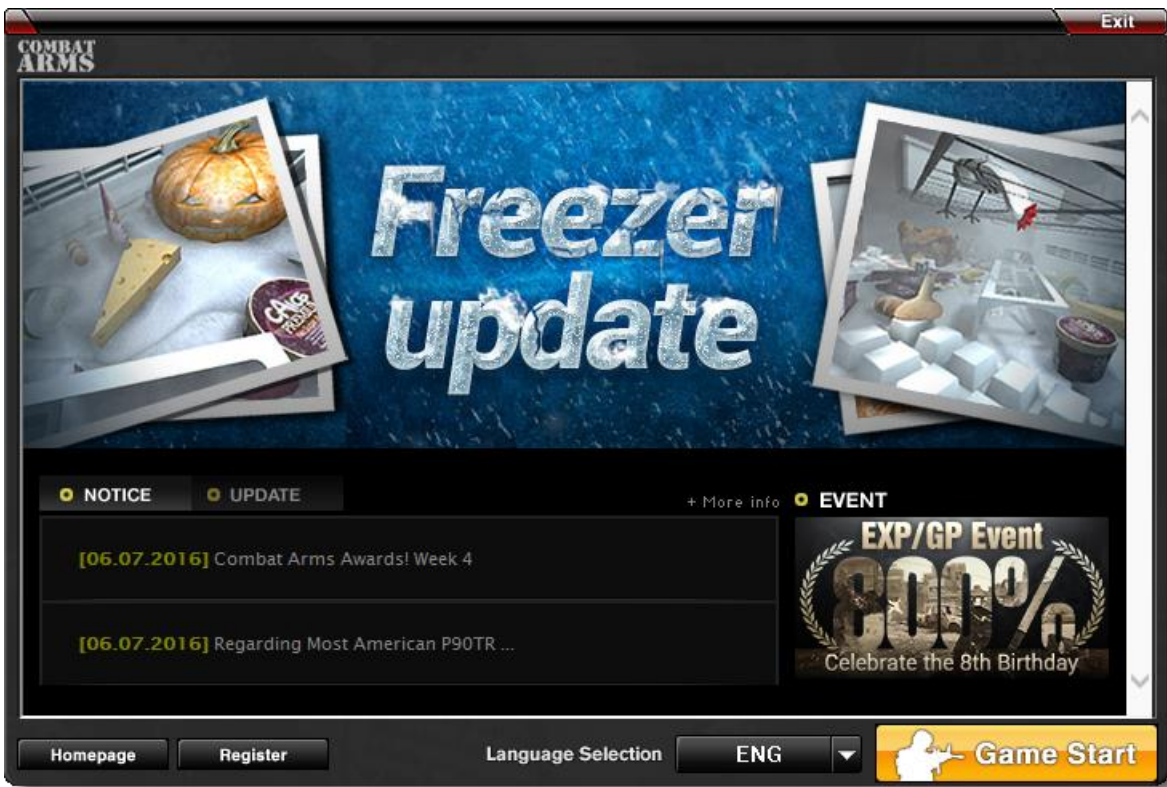 Exit
COMBAT
ARMS
Freezer
update
CAICE
PREMIUM
NOTICE
UPDATE
+ More info
EVENT
[06.07.2016] Combat Arms Awards! Week 4
[06.07.2016] Regarding Most American P90TR ...
EXP/GP Event
800%
Celebrate the 8th Birthday
Homepage
Register
Language Selection
ENG
Game Start